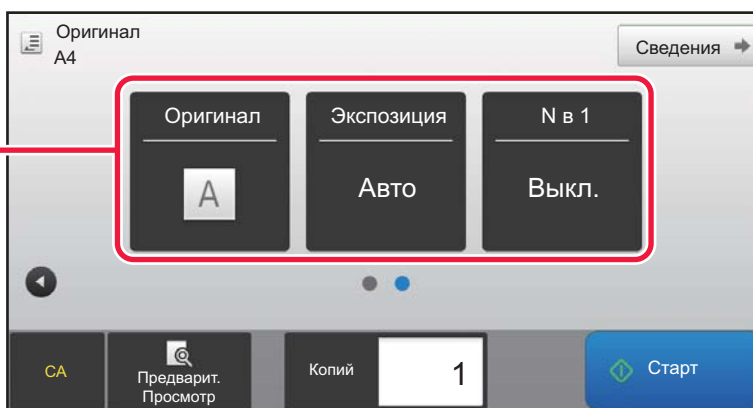 Оригинал
A4
Сведения
Оригинал
Экспозиция
N в 1
A
Авто
Выкл.
CA
Предварит.
Просмотр
Копий
1
Старт